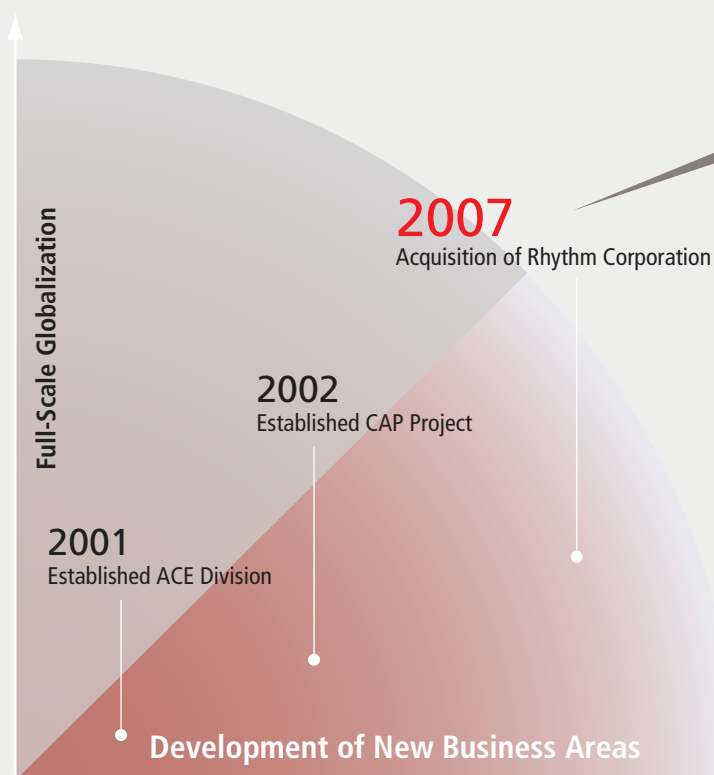 Full-Scale Globalization
2007
Acquisition of Rhythm Corporation
2002
Established CAP Project
2001
Established ACE Division
Development of New Business Areas